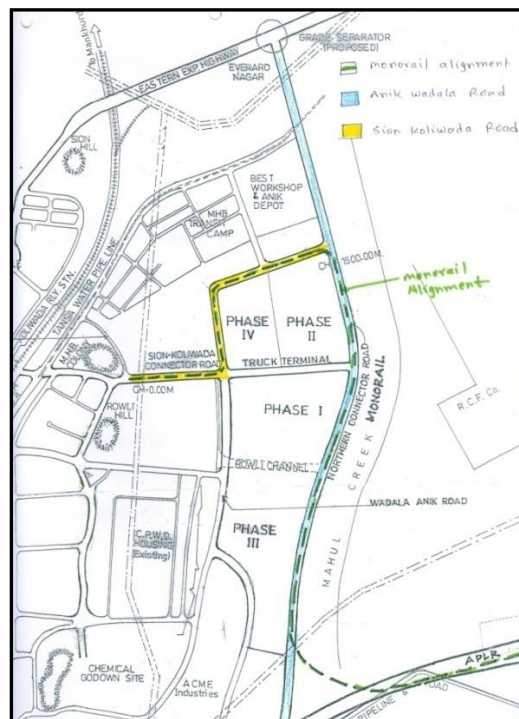 GRADE SEPARATOR
(PROPOSED)
To Mankhurd
EASTERN EXP. HIGHWAY
EVERARD
NAGAR
monorail alignment
Anik wadala Road
Sion koliwada Road
SION
HILL
BEST
WORKSHOP
& ANIK
DEPOT
MHB
TRANSIT
CAMP
KOLIWADA RLY STN.
TANSA WATER PIPE LINE
CH-1500.00M.
monorail
Alignment
PHASE
IV
PHASE
II
MHB
COLONY
SION-KOLIWADA
CONNECTOR ROAD
TRUCK TERMINAL
CH-0.00M
NORTHERN CONNECTOR ROAD
MONORAIL
R.C.F. Co.
ROWLI
HILL
PHASE I
ROWLI CHANNEL
MAHUL CREEK
WADALA ANIK ROAD
C.P.W.D.
HOUSING
(Existing)
PHASE
III
CHEMICAL
GODOWN SITE
ACME
Industries
APLR
PIPELINE & ROAD